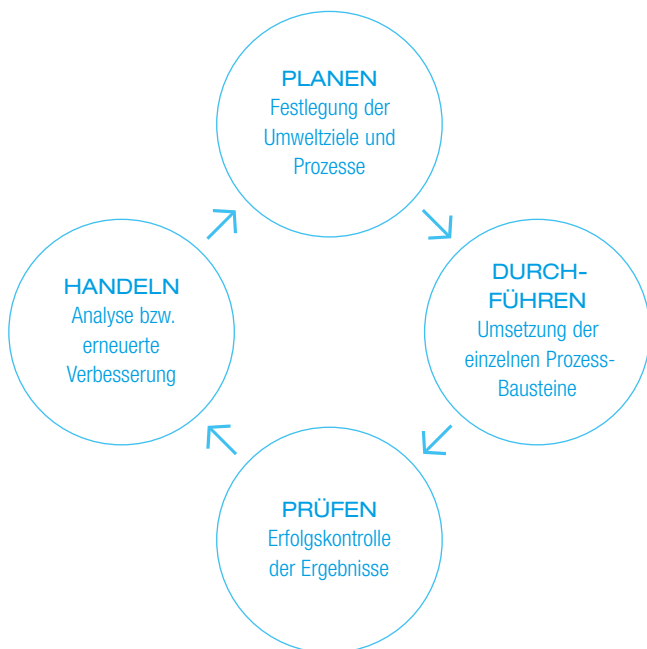 PLANEN
Festlegung der
Umweltziele und
Prozesse
DURCH-
FÜHREN
Umsetzung der
einzelnen Prozess-
Bausteine
PRÜFEN
Erfolgskontrolle
der Ergebnisse
HANDELN
Analyse bzw.
erneuerte
Verbesserung